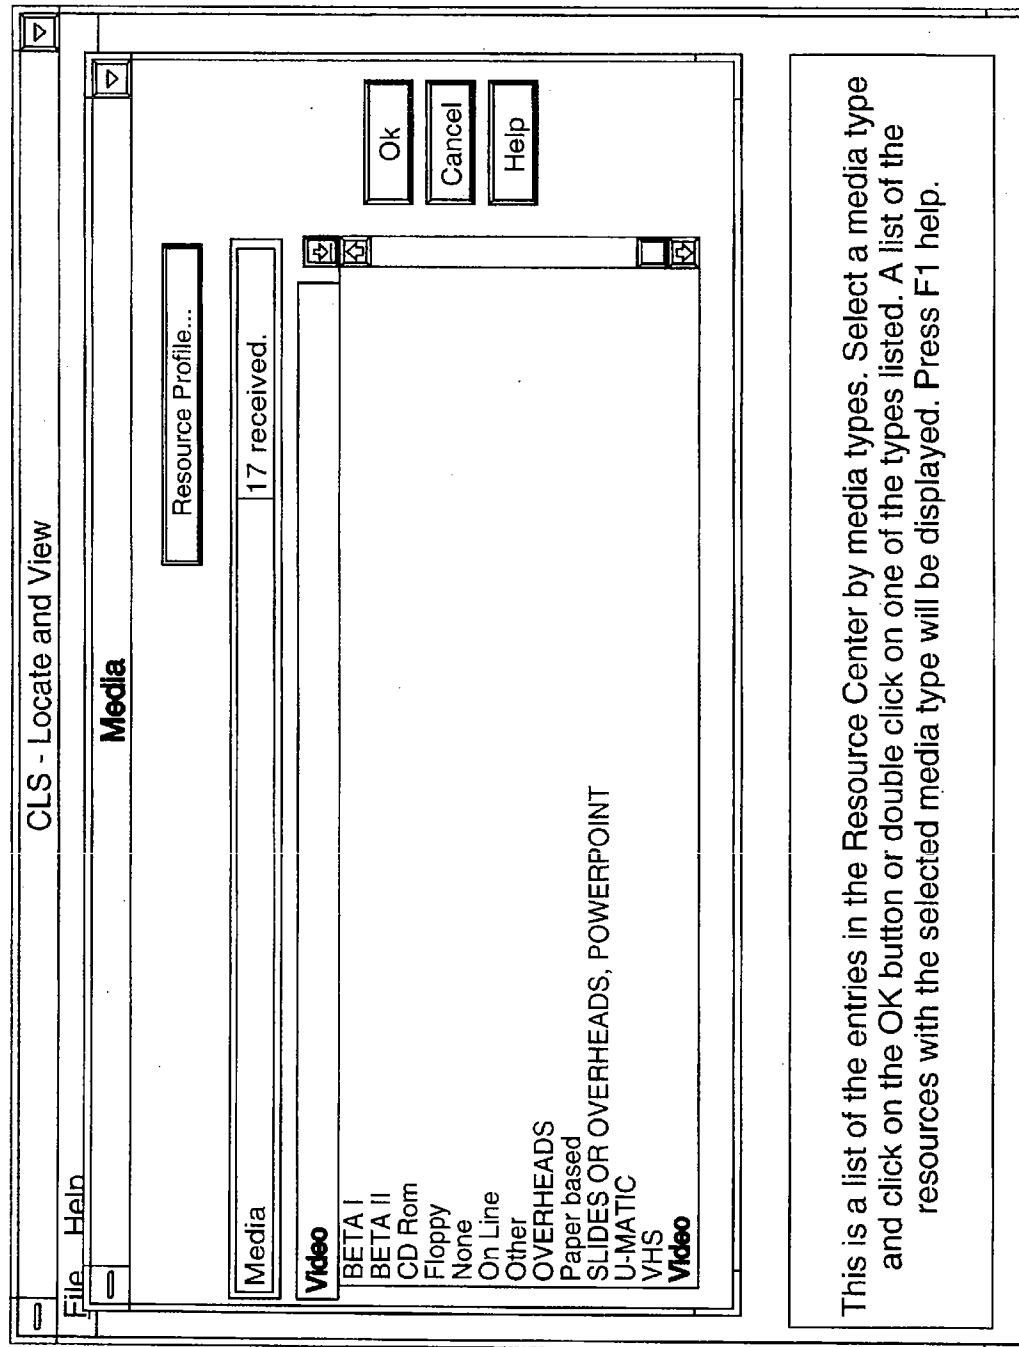 CLS - Locate and View
File Help
Media
Resource Profile...
Media 17 received.
Video
BETA I
BETA II
CD Rom
Floppy
None
On Line
Other
OVERHEADS
Paper based
SLIDES OR OVERHEADS, POWERPOINT
U-MATIC
VHS
Video
Ok
Cancel
Help
This is a list of the entries in the Resource Center by media types. Select a media type
and click on the OK button or double click on one of the types listed. A list of the
resources with the selected media type will be displayed. Press F1 help.